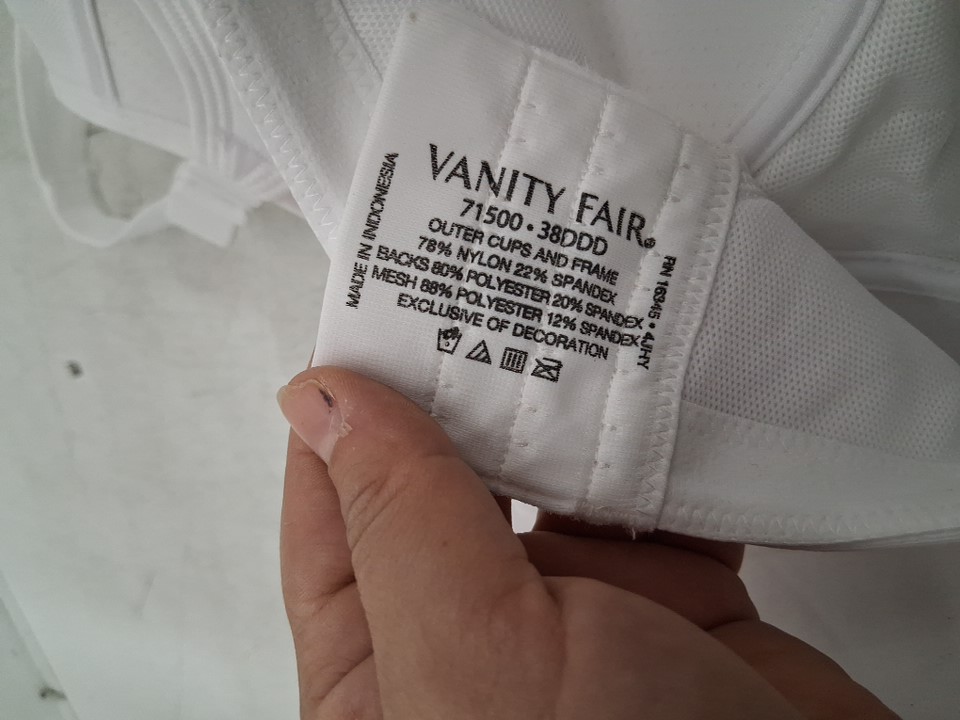 VANITY FAIR®
71500 • 38DDD
OUTER CUPS AND FRAME
78% NYLON 22% SPANDEX
BACKS 80% POLYESTER 20% SPANDEX
MESH 88% POLYESTER 12% SPANDEX
EXCLUSIVE OF DECORATION
MADE IN INDONESIA
RN 16345 • 4JHY